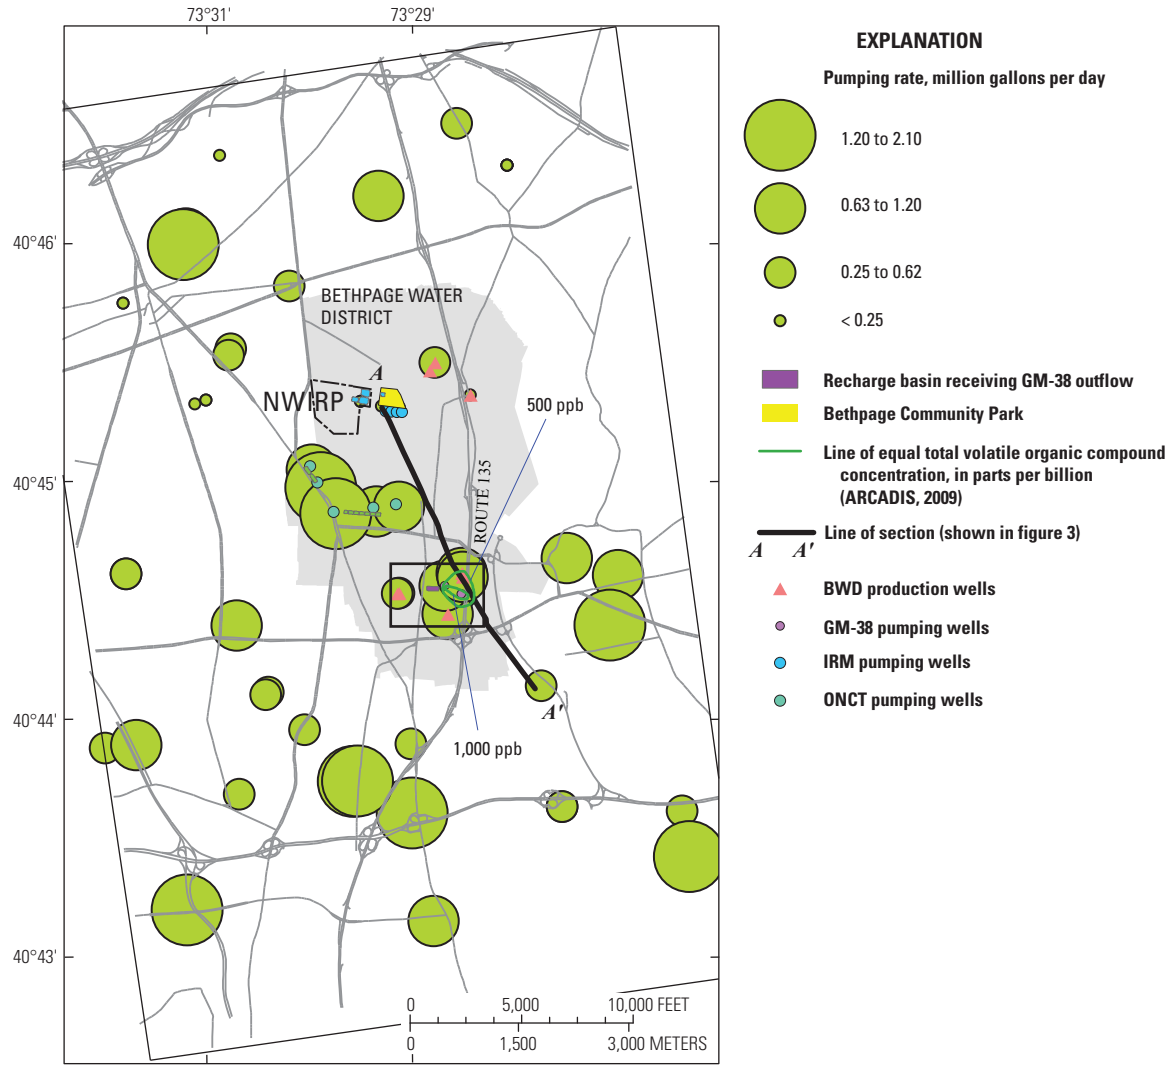 73°31'
73°29'
40°46'
40°45'
40°44'
40°43'
BETHPAGE WATER
DISTRICT
A
NWIRP
500 ppb
ROUTE 135
A'
1,000 ppb
0 5,000 10,000 FEET
0 1,500 3,000 METERS
EXPLANATION
Pumping rate, million gallons per day
1.20 to 2.10
0.63 to 1.20
0.25 to 0.62
< 0.25
Recharge basin receiving GM-38 outflow
Bethpage Community Park
Line of equal total volatile organic compound
concentration, in parts per billion
(ARCADIS, 2009)
Line of section (shown in figure 3)
A A'
BWD production wells
GM-38 pumping wells
IRM pumping wells
ONCT pumping wells